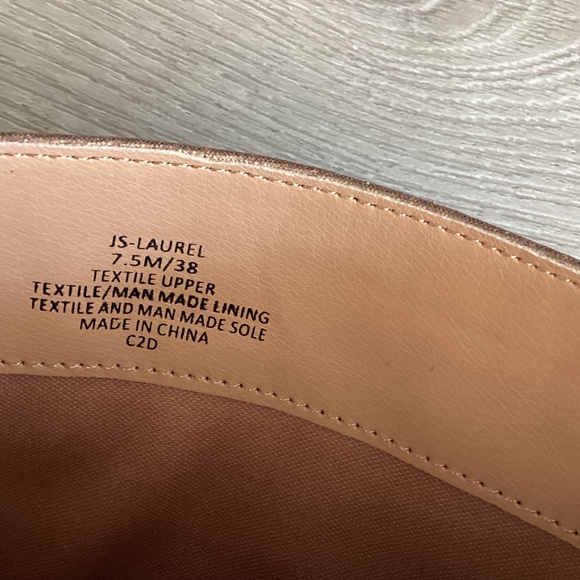 JS-LAUREL
7.5M/38
TEXTILE UPPER
TEXTILE/MAN MADE LINING
TEXTILE AND MAN MADE SOLE
MADE IN CHINA
C2D